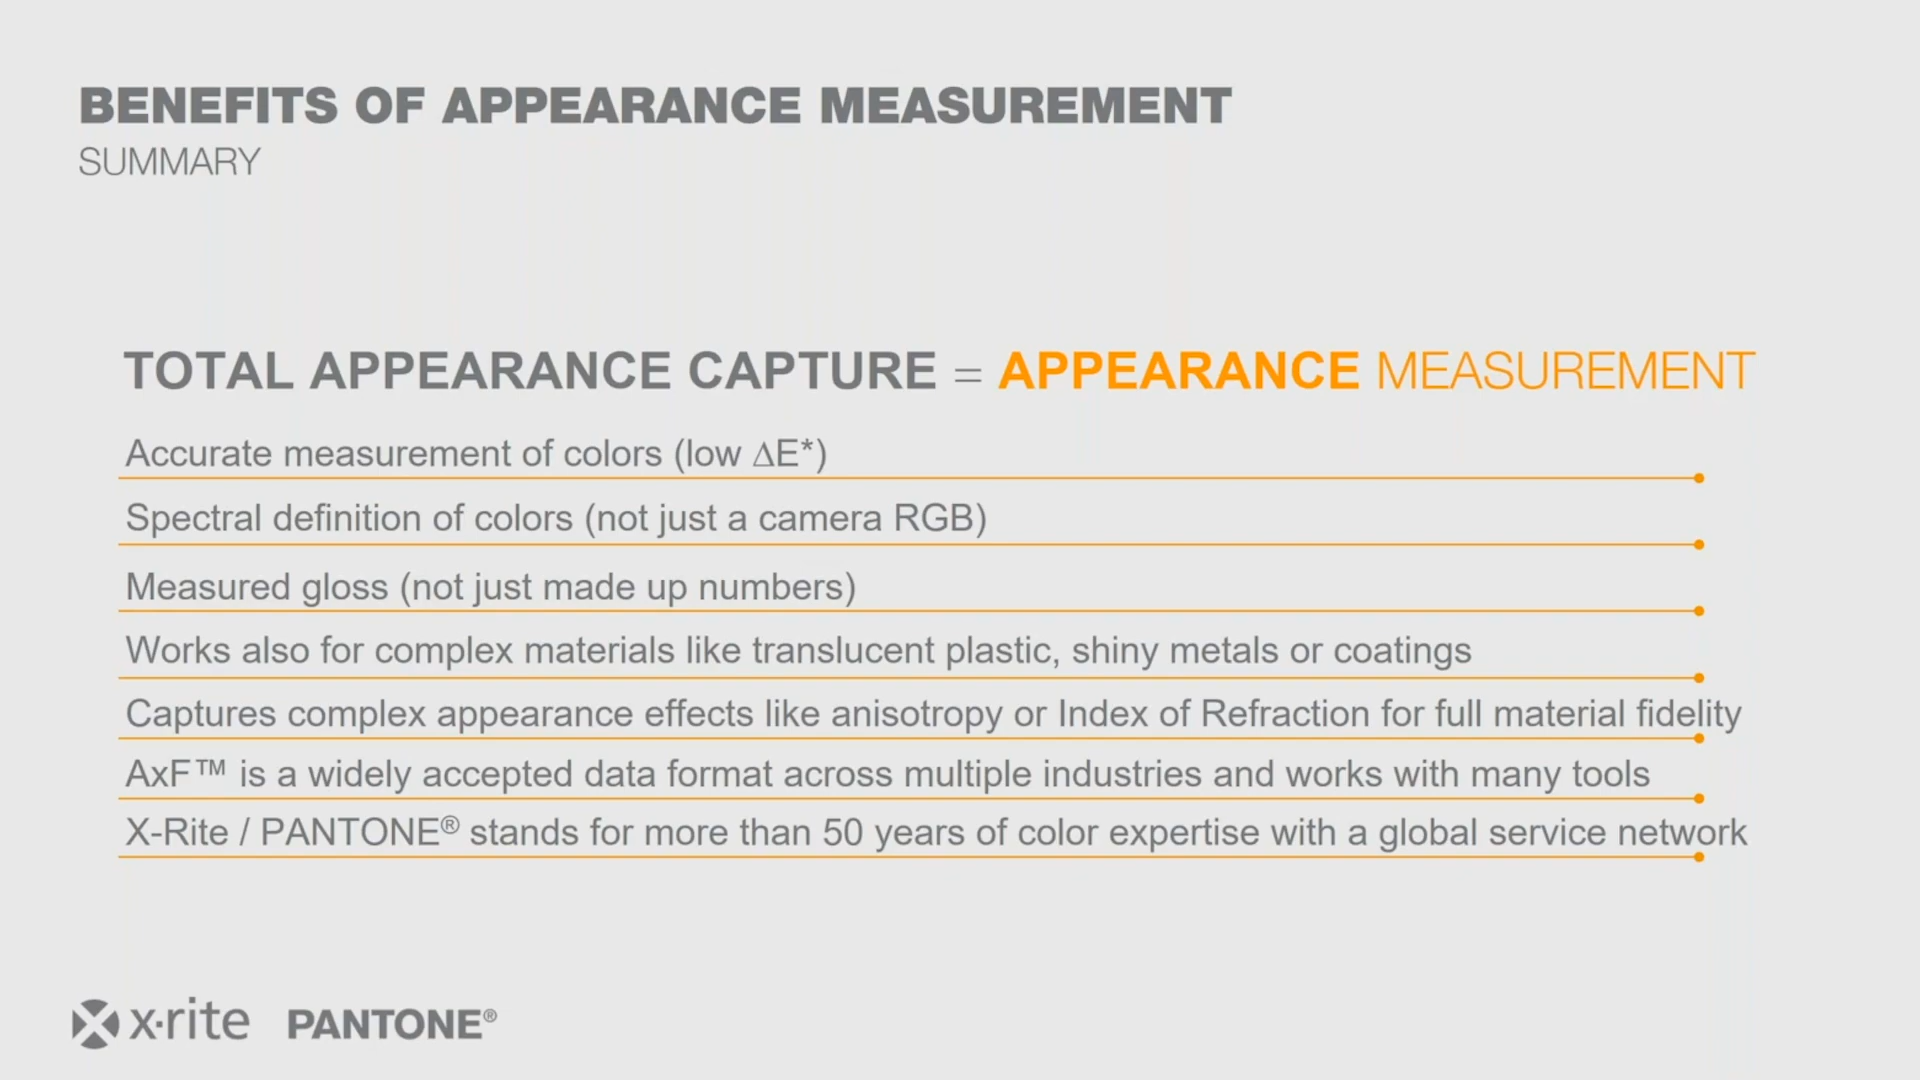 BENEFITS OF APPEARANCE MEASUREMENT
SUMMARY
TOTAL APPEARANCE CAPTURE = APPEARANCE MEASUREMENT
Accurate measurement of colors (low ∆E*)
Spectral definition of colors (not just a camera RGB)
Measured gloss (not just made up numbers)
Works also for complex materials like translucent plastic, shiny metals or coatings
Captures complex appearance effects like anisotropy or Index of Refraction for full material fidelity
AxF™ is a widely accepted data format across multiple industries and works with many tools
X-Rite / PANTONE® stands for more than 50 years of color expertise with a global service network
x·rite PANTONE®